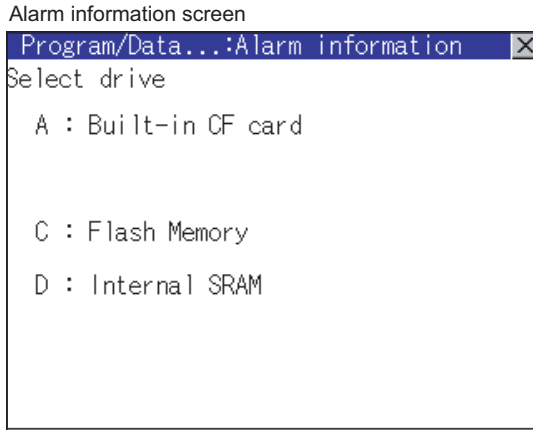 Alarm information screen
Program/Data...:Alarm information
Select drive
A : Built-in CF card
C : Flash Memory
D : Internal SRAM